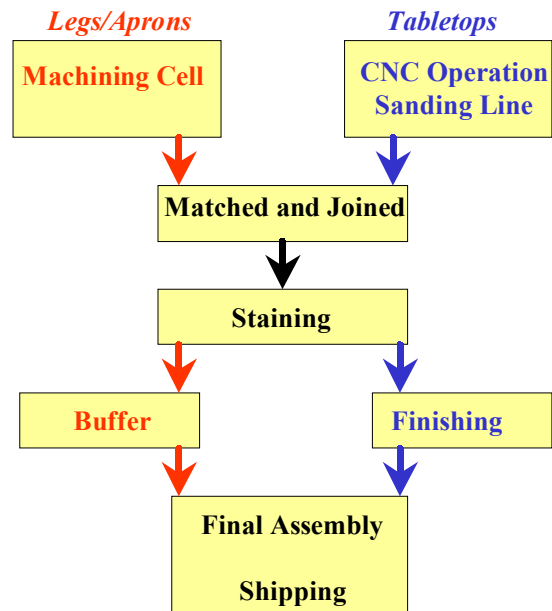 Legs/Aprons
Tabletops
Machining Cell
CNC Operation
Sanding Line
Matched and Joined
Staining
Buffer
Finishing
Final Assembly
Shipping